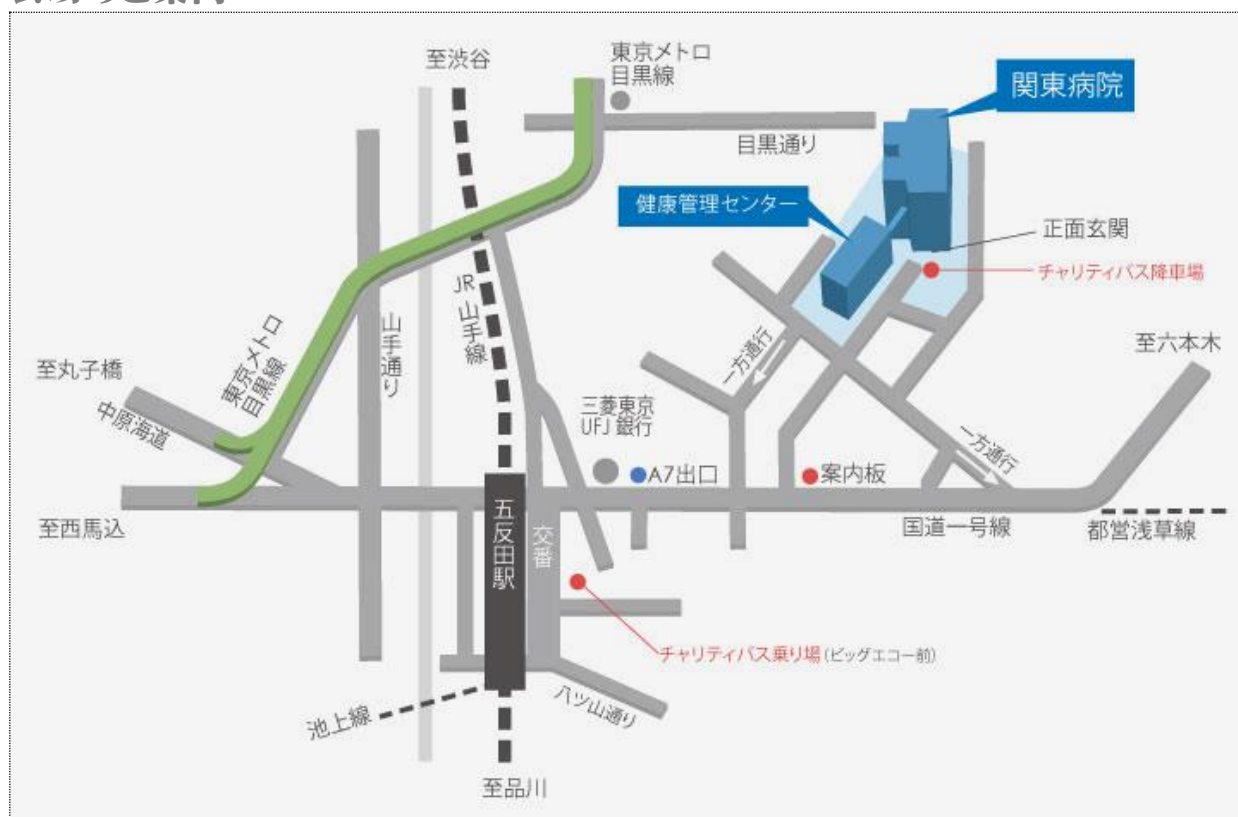 至渋谷
東京メトロ
目黒線
関東病院
目黒通り
健康管理センター
正面玄関
チャリティバス降車場
JR
山手線
山手通り
至六本木
至丸子橋
東京メトロ
目黒線
中原海道
一方通行
三菱東京
UFJ 銀行
A7出口
案内板
一方通行
至西馬込
五反田駅
交番
国道一号線
都営浅草線
チャリティバス乗り場(ビッグエコー前)
八ツ山通り
池上線
至品川